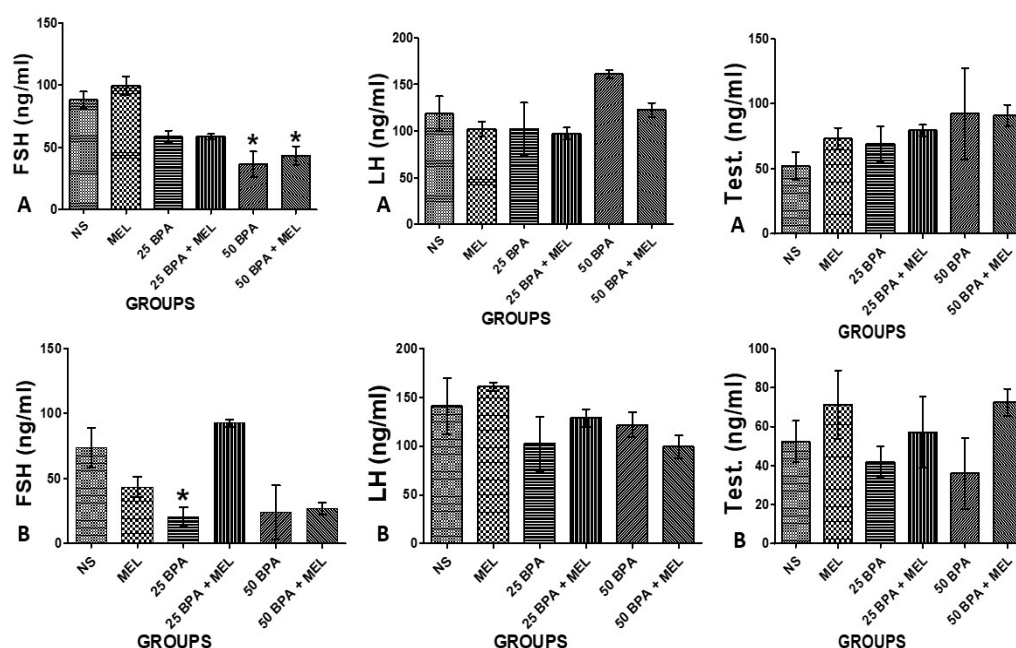 FSH (ng/ml)
150
100
50
0
*
*
A
NS
MEL
25 BPA
25 BPA + MEL
50 BPA
50 BPA + MEL
GROUPS
LH (ng/ml)
200
150
100
50
0
A
NS
MEL
25 BPA
25 BPA + MEL
50 BPA
50 BPA + MEL
GROUPS
Test. (ng/ml)
150
100
50
0
A
NS
MEL
25 BPA
25 BPA + MEL
50 BPA
50 BPA + MEL
GROUPS
FSH (ng/ml)
150
100
50
0
*
B
NS
MEL
25 BPA
25 BPA + MEL
50 BPA
50 BPA + MEL
GROUPS
LH (ng/ml)
200
150
100
50
0
B
NS
MEL
25 BPA
25 BPA + MEL
50 BPA
50 BPA + MEL
GROUPS
Test. (ng/ml)
100
80
60
40
20
0
B
NS
MEL
25 BPA
25 BPA + MEL
50 BPA
50 BPA + MEL
GROUPS